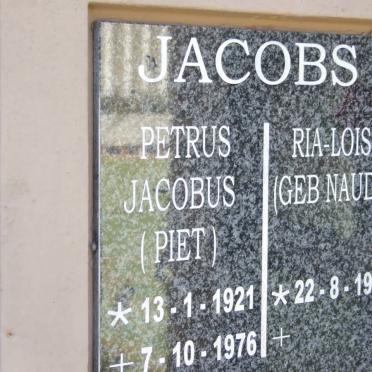 JACOBS
PETRUS
JACOBUS
( PIET )
* 13 - 1 - 1921
+ 7 - 10 - 1976
RIA-LOIS
(GEB NAUD
* 22 - 8 - 19
+